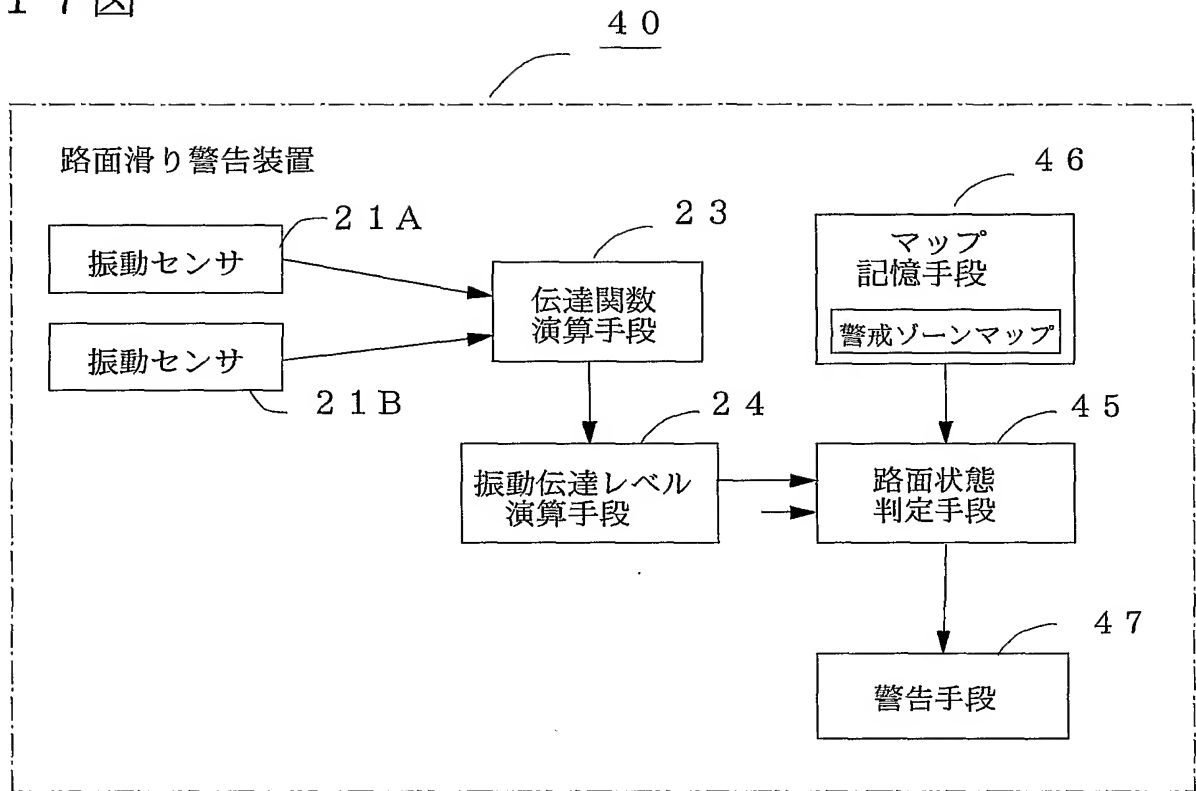 １７図
４０
路面滑り警告装置
振動センサ
２１A
振動センサ
２１B
２３
伝達関数
演算手段
４６
マップ
記憶手段
警戒ゾーンマップ
２４
振動伝達レベル
演算手段
４５
路面状態
判定手段
４７
警告手段